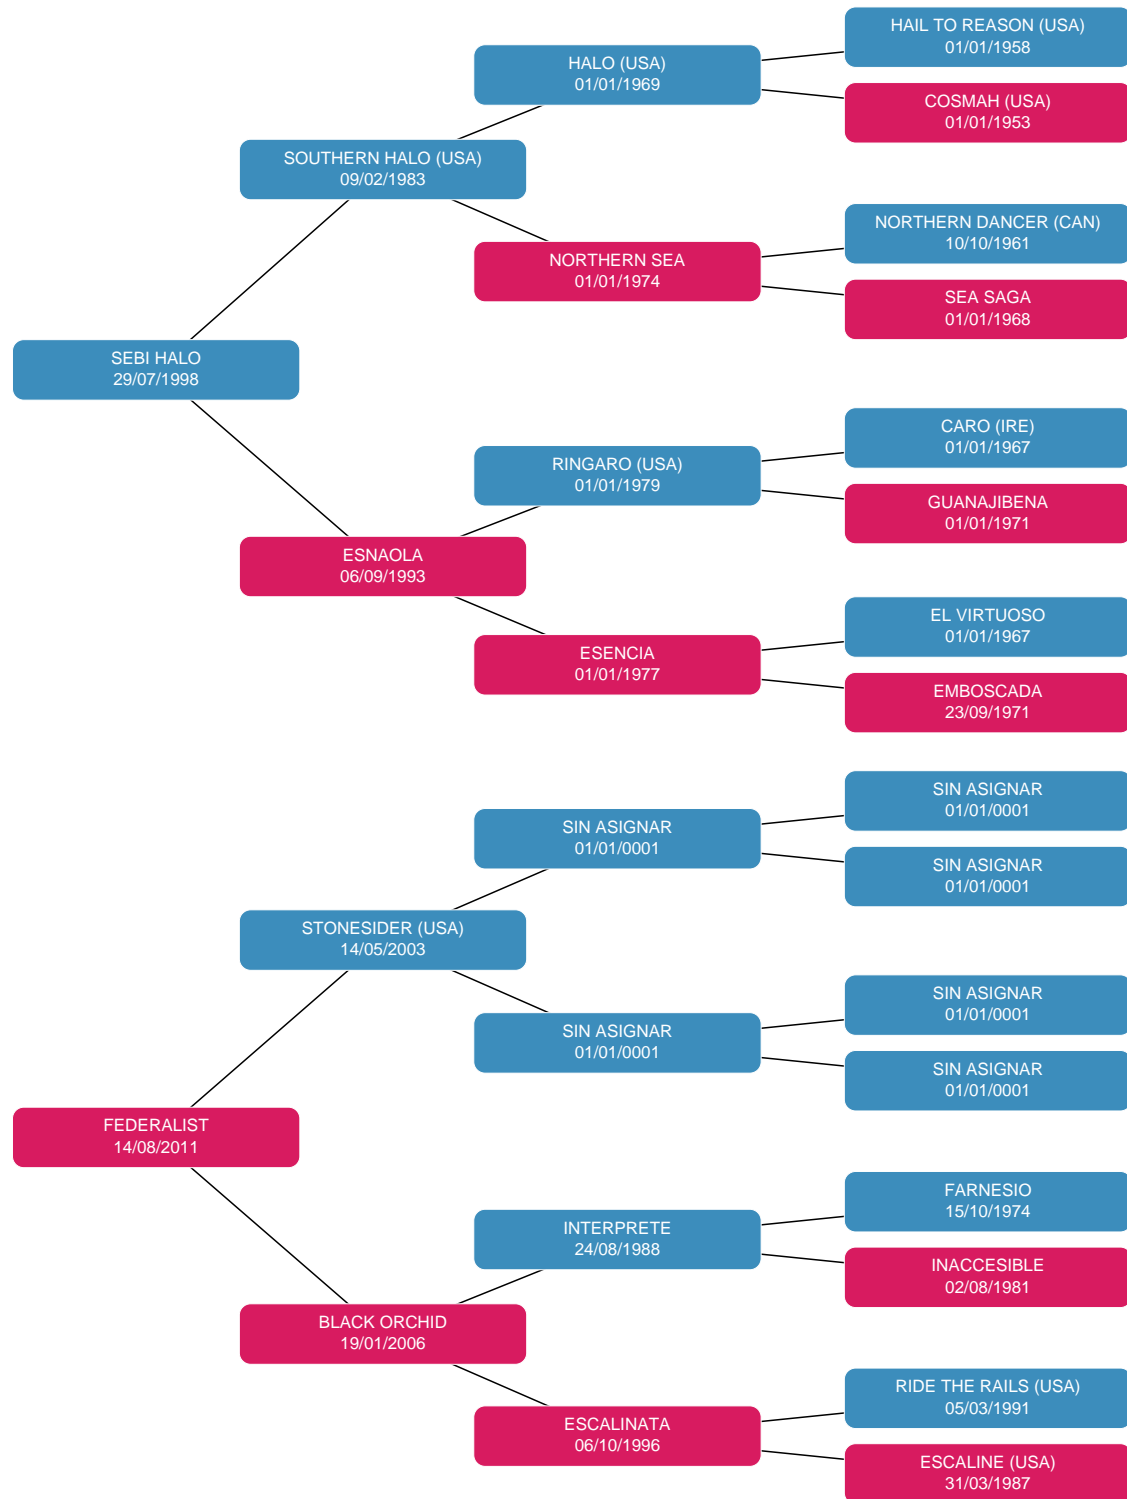 HAIL TO REASON (USA)
01/01/1958
HALO (USA)
01/01/1969
COSMAH (USA)
01/01/1953
SOUTHERN HALO (USA)
09/02/1983
NORTHERN DANCER (CAN)
10/10/1961
NORTHERN SEA
01/01/1974
SEA SAGA
01/01/1968
SEBI HALO
29/07/1998
CARO (IRE)
01/01/1967
RINGARO (USA)
01/01/1979
GUANAJIBENA
01/01/1971
ESNAOLA
06/09/1993
EL VIRTUOSO
01/01/1967
ESENCIA
01/01/1977
EMBOSCADA
23/09/1971
SIN ASIGNAR
01/01/0001
SIN ASIGNAR
01/01/0001
SIN ASIGNAR
01/01/0001
STONESIDER (USA)
14/05/2003
SIN ASIGNAR
01/01/0001
SIN ASIGNAR
01/01/0001
SIN ASIGNAR
01/01/0001
FEDERALIST
14/08/2011
FARNESIO
15/10/1974
INTERPRETE
24/08/1988
INACCESIBLE
02/08/1981
BLACK ORCHID
19/01/2006
RIDE THE RAILS (USA)
05/03/1991
ESCALINATA
06/10/1996
ESCALINE (USA)
31/03/1987